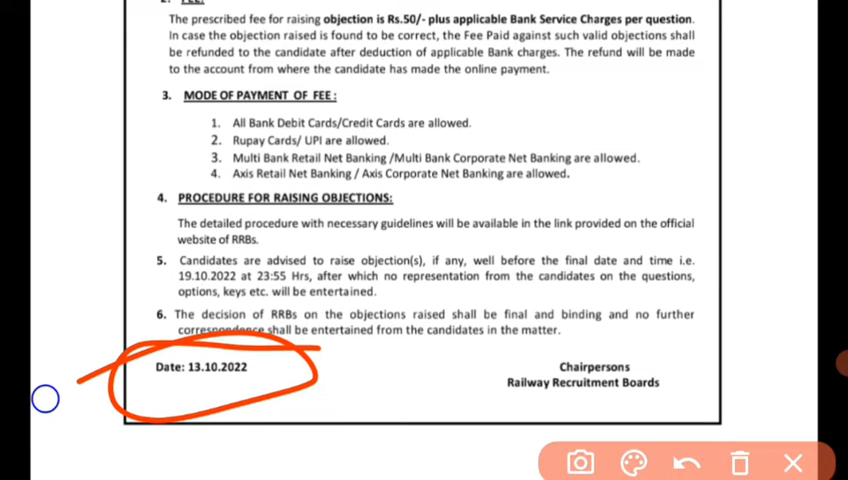 The prescribed fee for raising objection is Rs.50/- plus applicable Bank Service Charges per question.
In case the objection raised is found to be correct, the Fee Paid against such valid objections shall
be refunded to the candidate after deduction of applicable Bank charges. The refund will be made
to the account from where the candidate has made the online payment.
3. MODE OF PAYMENT OF FEE :
1. All Bank Debit Cards/Credit Cards are allowed.
2. Rupay Cards/ UPI are allowed.
3. Multi Bank Retail Net Banking /Multi Bank Corporate Net Banking are allowed.
4. Axis Retail Net Banking / Axis Corporate Net Banking are allowed.
4. PROCEDURE FOR RAISING OBJECTIONS:
The detailed procedure with necessary guidelines will be available in the link provided on the official
website of RRBs.
5. Candidates are advised to raise objection(s), if any, well before the final date and time i.e.
19.10.2022 at 23:55 Hrs, after which no representation from the candidates on the questions,
options, keys etc. will be entertained.
6. The decision of RRBs on the objections raised shall be final and binding and no further
correspondence shall be entertained from the candidates in the matter.
Date: 13.10.2022
Chairpersons
Railway Recruitment Boards